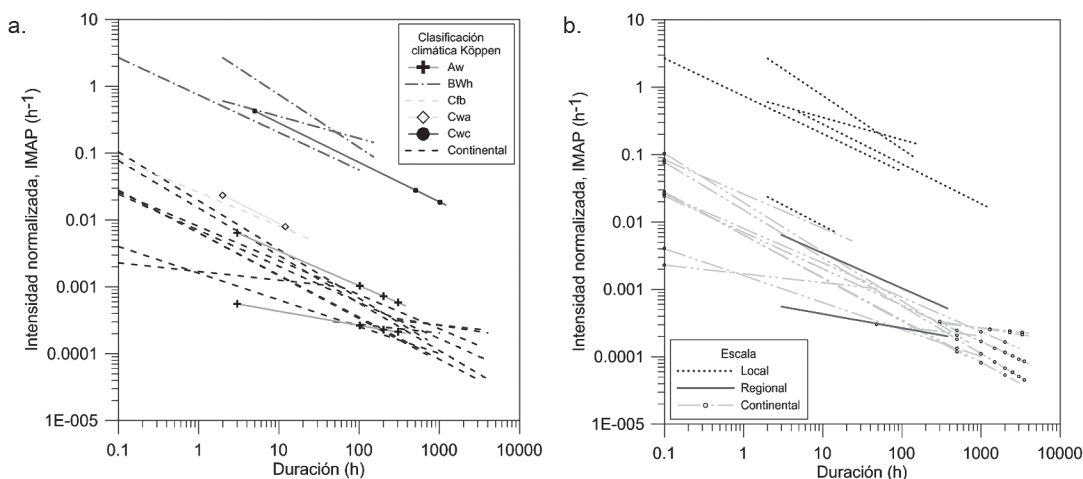 a.
Intensidad normalizada, IMAP (h⁻¹)
10
1
0.1
0.01
0.001
0.0001
1E-005
0.1
1
10
100
1000
10000
Duración (h)
Clasificación
climática Köppen
Aw
BWh
Cfb
Cwa
Cwc
Continental
b.
Intensidad normalizada, IMAP (h⁻¹)
10
1
0.1
0.01
0.001
0.0001
1E-005
0.1
1
10
100
1000
10000
Duración (h)
Escala
Local
Regional
Continental